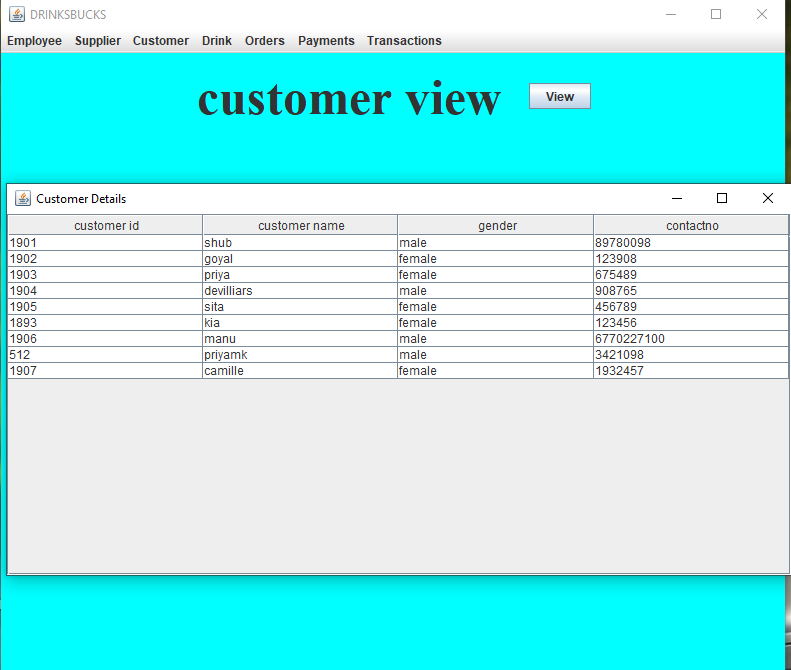 DRINKSBUCKS
Employee Supplier Customer Drink Orders Payments Transactions
customer view View
Customer Details
customer id customer name gender contactno
1901 shub male 89780098
1902 goyal female 123908
1903 priya female 675489
1904 devilliars male 908765
1905 sita female 456789
1893 kia female 123456
1906 manu male 6770227100
512 priyamk male 3421098
1907 camille female 1932457